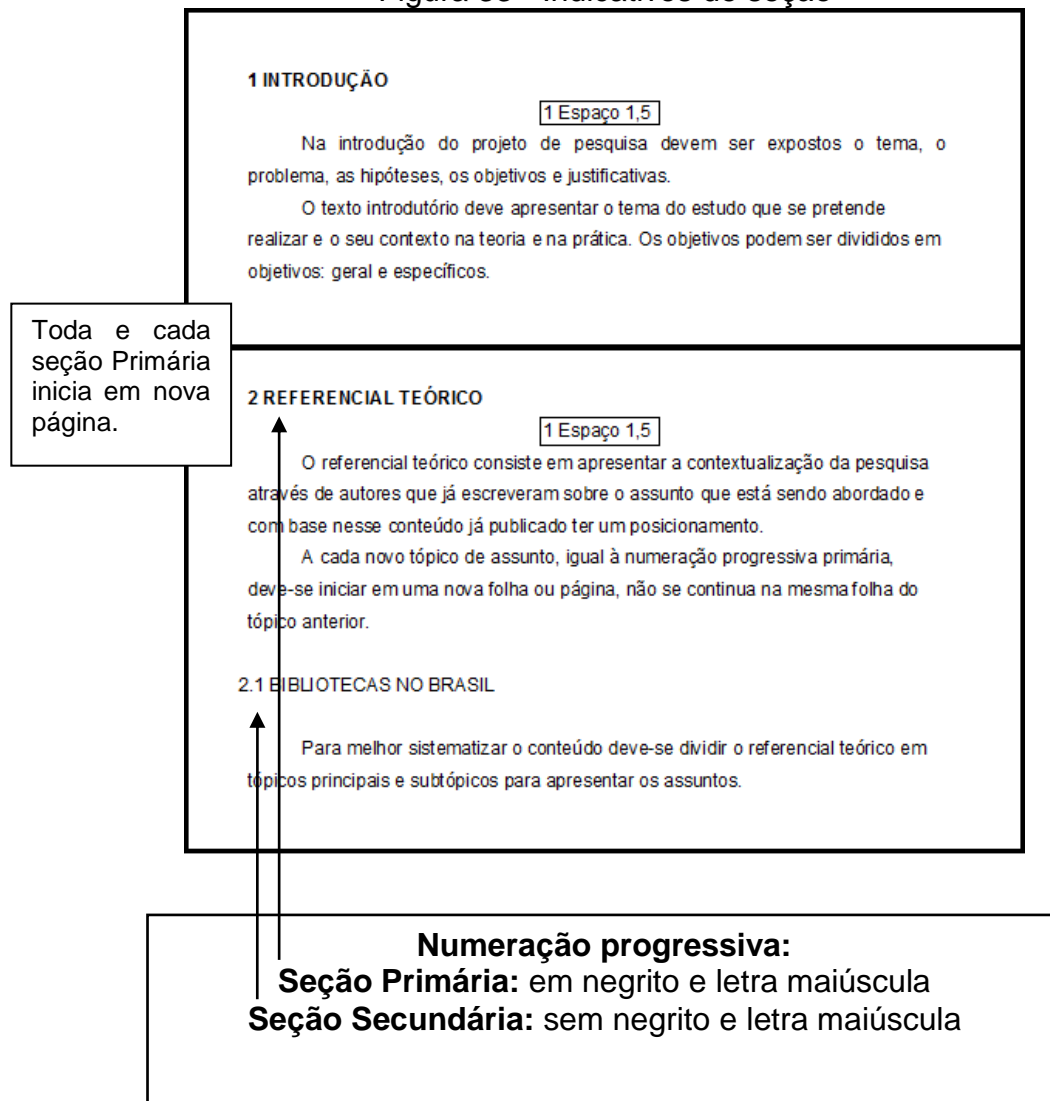 Indicativos de seção
1 INTRODUÇÃO
1 Espaço 1,5
Na introdução do projeto de pesquisa devem ser expostos o tema, o
problema, as hipóteses, os objetivos e justificativas.
O texto introdutório deve apresentar o tema do estudo que se pretende
realizar e o seu contexto na teoria e na prática. Os objetivos podem ser divididos em
objetivos: geral e específicos.
Toda e cada
seção Primária
inicia em nova
página.
2 REFERENCIAL TEÓRICO
1 Espaço 1,5
O referencial teórico consiste em apresentar a contextualização da pesquisa
através de autores que já escreveram sobre o assunto que está sendo abordado e
com base nesse conteúdo já publicado ter um posicionamento.
A cada novo tópico de assunto, igual à numeração progressiva primária,
deve-se iniciar em uma nova folha ou página, não se continua na mesma folha do
tópico anterior.
2.1 BIBLIOTECAS NO BRASIL
Para melhor sistematizar o conteúdo deve-se dividir o referencial teórico em
tópicos principais e subtópicos para apresentar os assuntos.
Numeração progressiva:
Seção Primária: em negrito e letra maiúscula
Seção Secundária: sem negrito e letra maiúscula